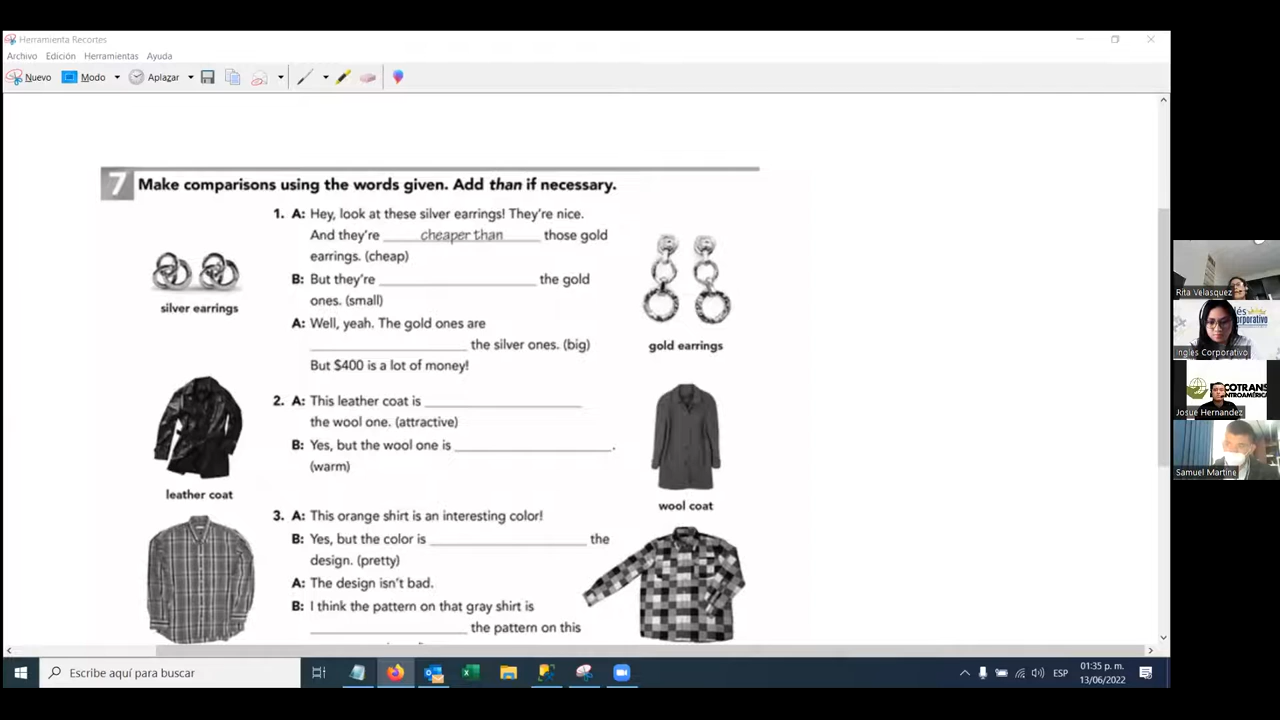 Herramienta Recortes
Archivo Edición Herramientas Ayuda
Nuevo Modo Aplazar
7 Make comparisons using the words given. Add than if necessary.
1. A: Hey, look at these silver earrings! They're nice.
And they're cheaper than those gold
earrings. (cheap)
B: But they're the gold
ones. (small)
A: Well, yeah. The gold ones are
the silver ones. (big)
But $400 is a lot of money!
silver earrings
gold earrings
2. A: This leather coat is
the wool one. (attractive)
B: Yes, but the wool one is .
(warm)
leather coat
wool coat
3. A: This orange shirt is an interesting color!
B: Yes, but the color is the
design. (pretty)
A: The design isn't bad.
B: I think the pattern on that gray shirt is
the pattern on this
Rita Velasquez
Ingles Corporativo
Josue Hernandez
Samuel Martine
Escribe aquí para buscar
ESP
01:35 p. m.
13/06/2022